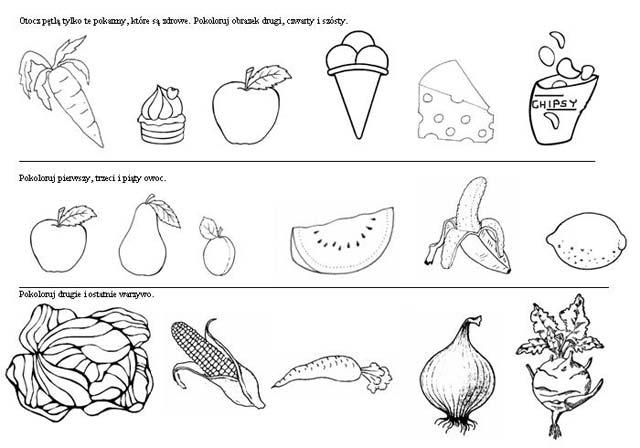 Otocz pętlą tylko te pokarmy, które są zdrowe. Pokoloruj obrazek drugi, czwarty i szósty.
CHIPSY
Pokoloruj pierwszy, trzeci i piąty owoc.
Pokoloruj drugie i ostatnie warzywo.